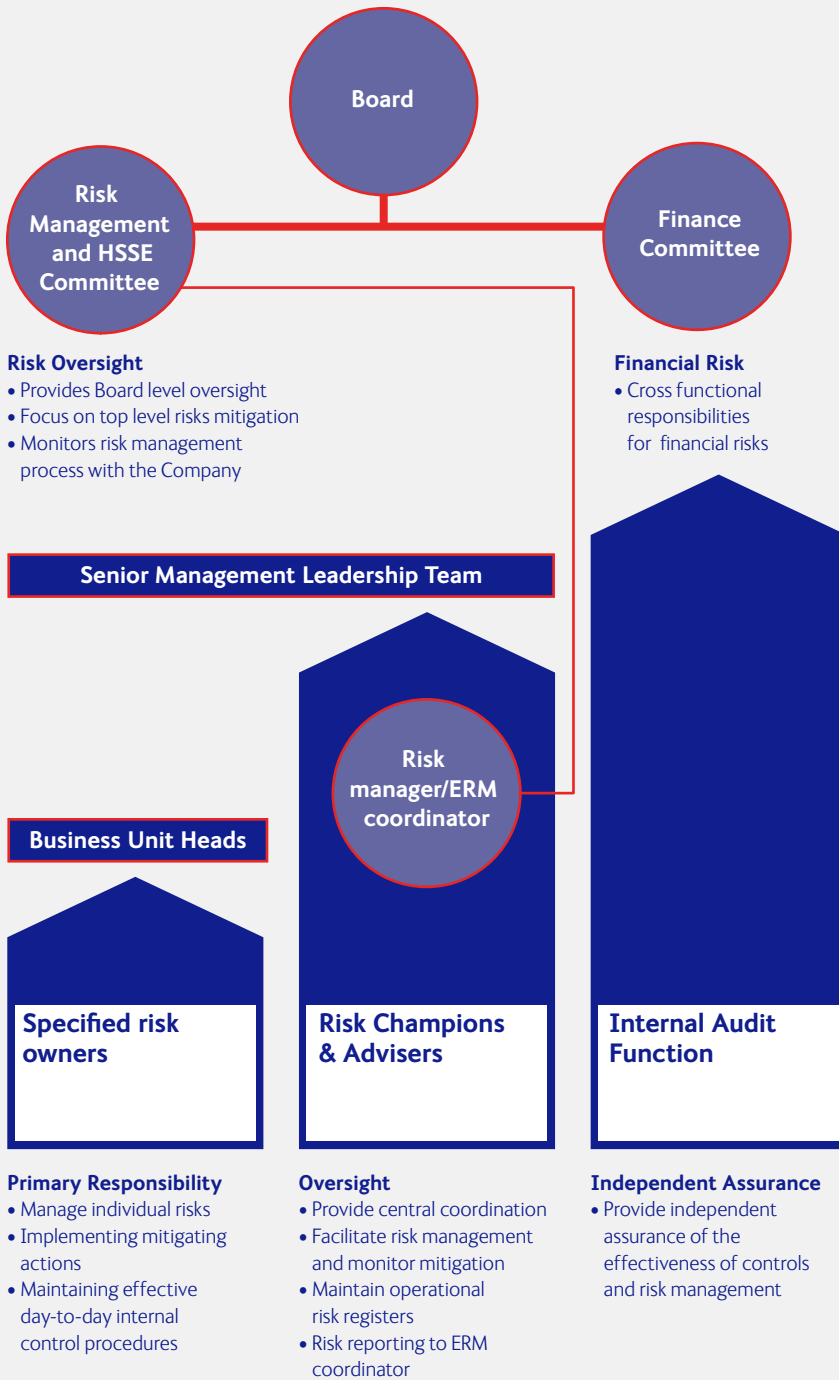 Board
Risk
Management
and HSSE
Committee
Finance
Committee
Risk Oversight
• Provides Board level oversight
• Focus on top level risks mitigation
• Monitors risk management
process with the Company
Financial Risk
• Cross functional
responsibilities
for financial risks
Senior Management Leadership Team
Risk
manager/ERM
coordinator
Business Unit Heads
Specified risk
owners
Risk Champions
& Advisers
Internal Audit
Function
Primary Responsibility
• Manage individual risks
• Implementing mitigating
actions
• Maintaining effective
day-to-day internal
control procedures
Oversight
• Provide central coordination
• Facilitate risk management
and monitor mitigation
• Maintain operational
risk registers
• Risk reporting to ERM
coordinator
Independent Assurance
• Provide independent
assurance of the
effectiveness of controls
and risk management